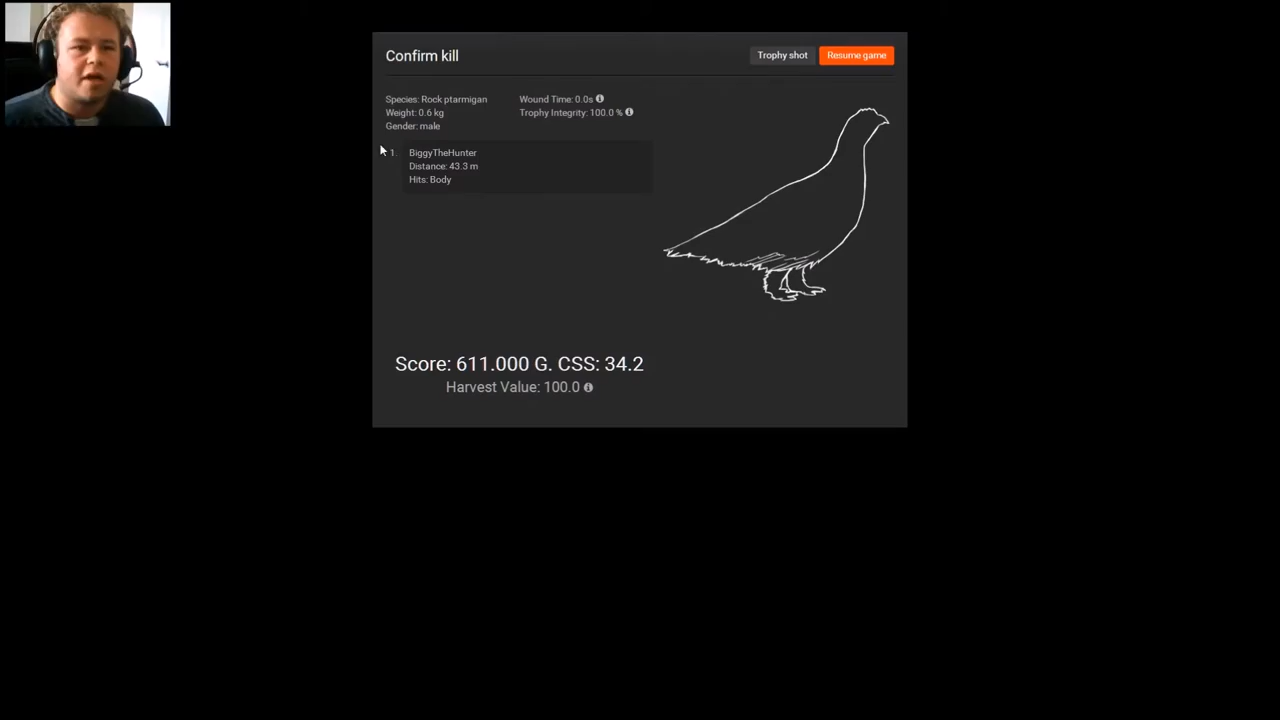 Confirm kill
Trophy shot
Resume game
Species: Rock ptarmigan
Weight: 0.6 kg
Gender: male
Wound Time: 0.0s
Trophy Integrity: 100.0 %
1.
BiggyTheHunter
Distance: 43.3 m
Hits: Body
Score: 611.000 G. CSS: 34.2
Harvest Value: 100.0